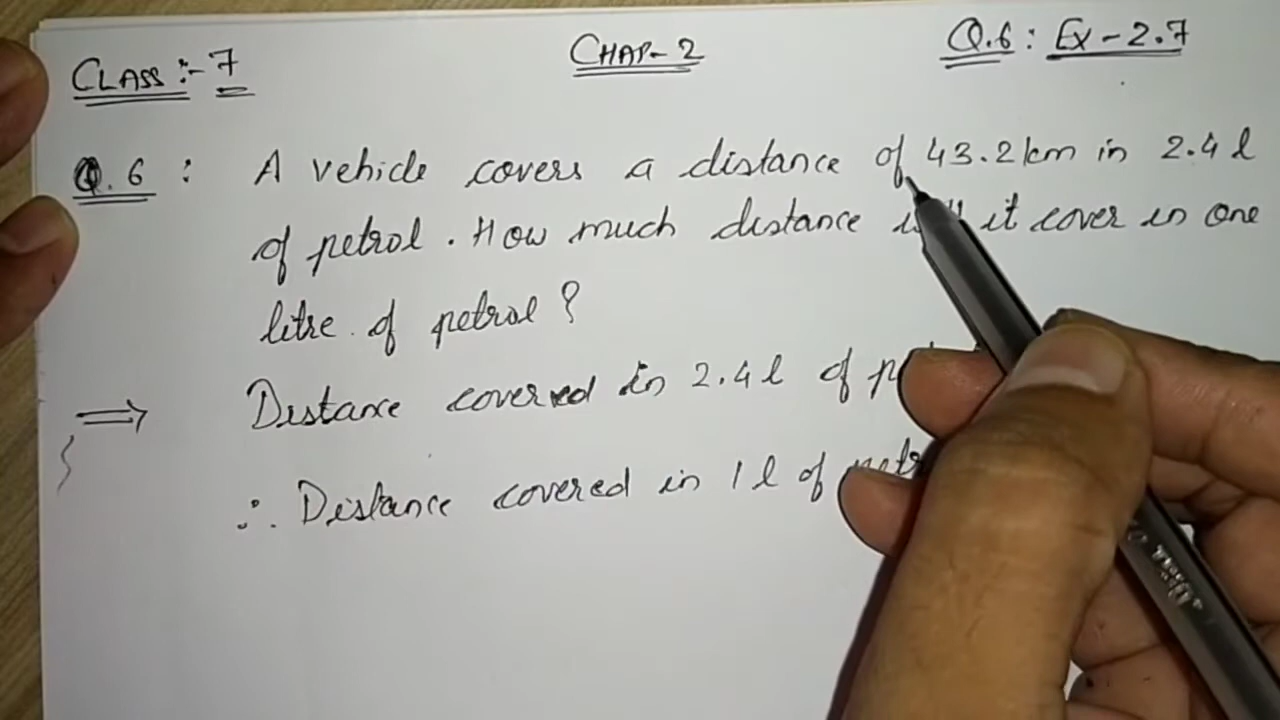 CLASS :- 7
CHAP- 2
Q.6 : Ex - 2.7
Q. 6 : A vehicle covers a distance of 43.2 km in 2.4 l
of petrol. How much distance it cover in one
litre of petrol?
⇒ Distance covered in 2.4 l of
∴ Distance covered in 1 l of